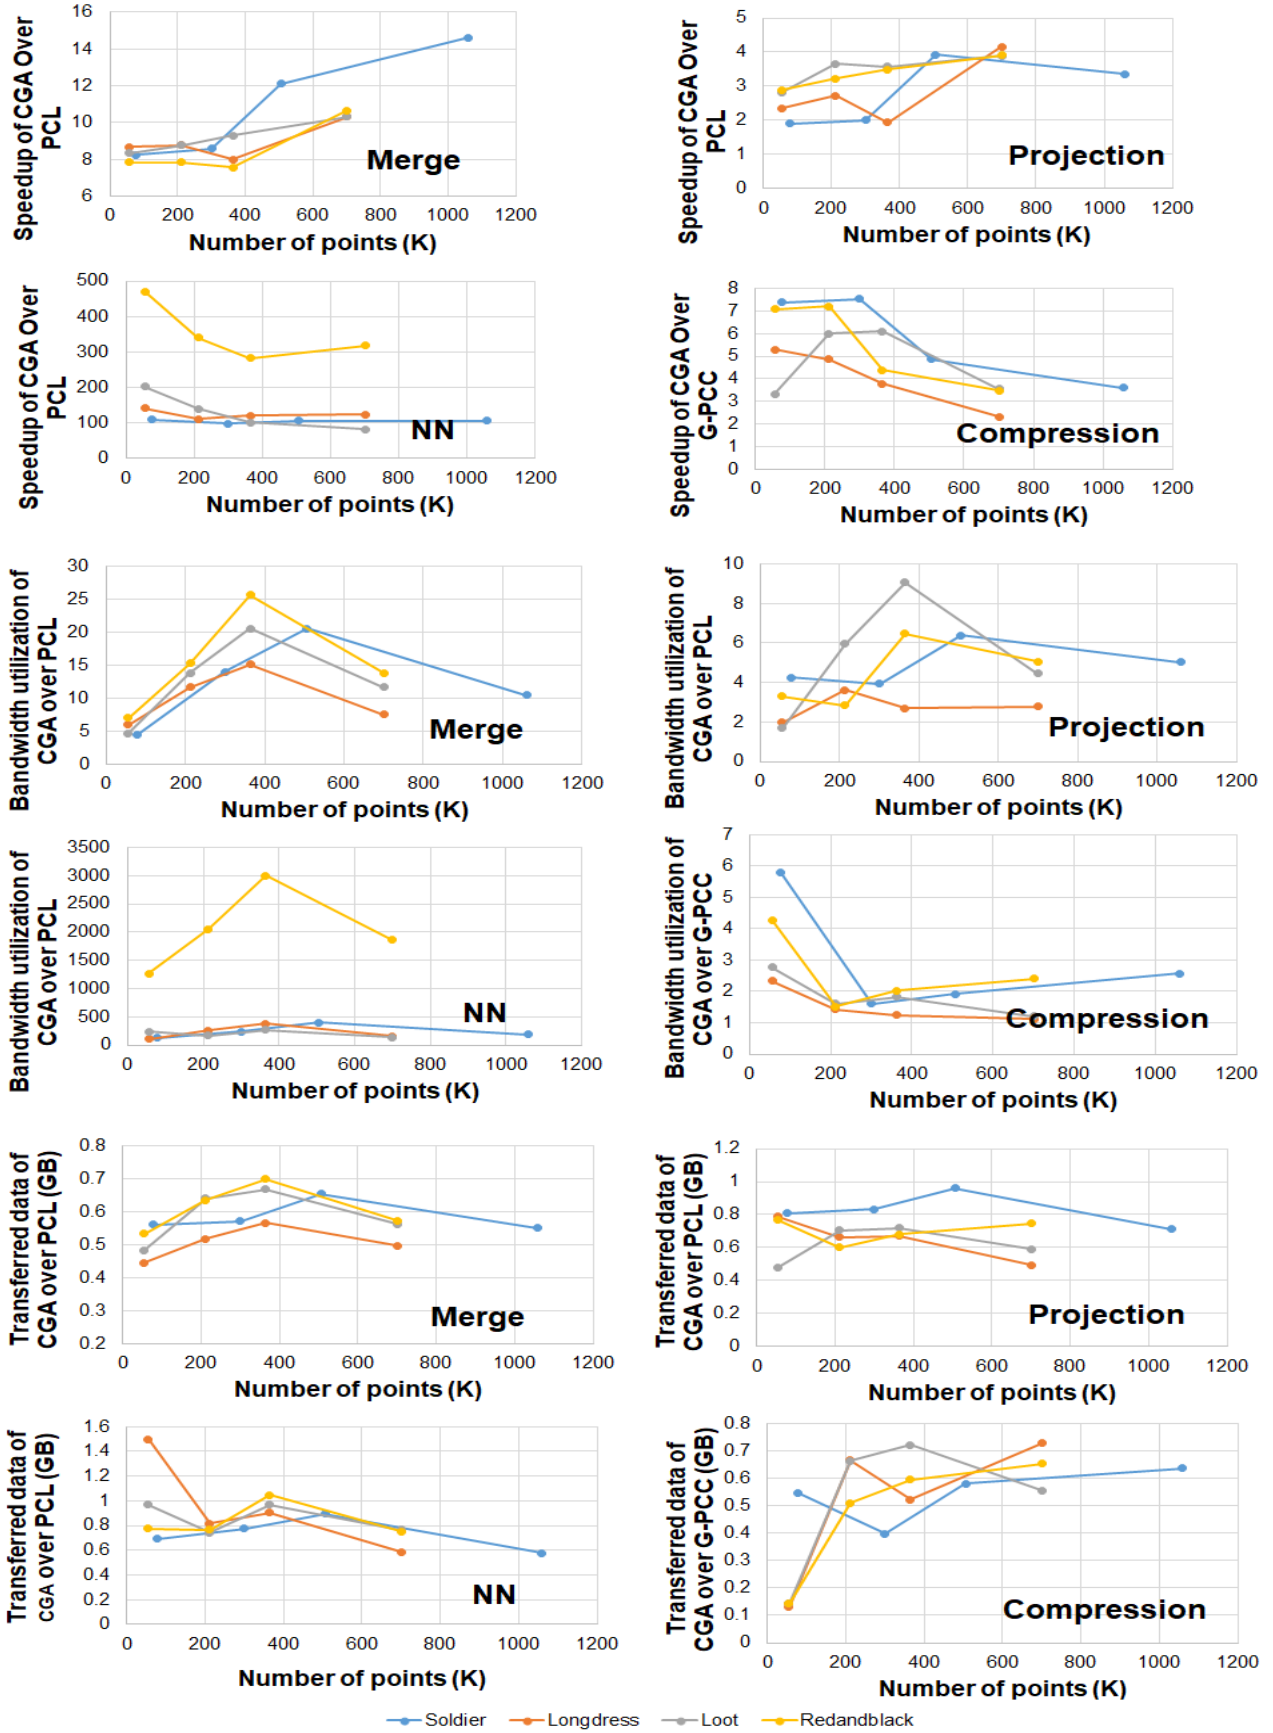 Speedup of CGA Over
PCL
16
14
12
10
8
6
0 200 400 600 800 1000 1200
Number of points (K)
Merge
Speedup of CGA Over
PCL
5
4
3
2
1
0
0 200 400 600 800 1000 1200
Number of points (K)
Projection
Speedup of CGA Over
PCL
500
400
300
200
100
0
0 200 400 600 800 1000 1200
Number of points (K)
NN
Speedup of CGA Over
G-PCC
8
7
6
5
4
3
2
1
0
0 200 400 600 800 1000 1200
Number of points (K)
Compression
Bandwidth utilization of
CGA over PCL
30
25
20
15
10
5
0
0 200 400 600 800 1000 1200
Number of points (K)
Merge
Bandwidth utilization of
CGA over PCL
10
8
6
4
2
0
0 200 400 600 800 1000 1200
Number of points (K)
Projection
Bandwidth utilization of
CGA over PCL
3500
3000
2500
2000
1500
1000
500
0
0 200 400 600 800 1000 1200
Number of points (K)
NN
Bandwidth utilization of
CGA over G-PCC
7
6
5
4
3
2
1
0
0 200 400 600 800 1000 1200
Number of points (K)
Compression
Transferred data of
CGA over PCL (GB)
0.8
0.7
0.6
0.5
0.4
0.3
0.2
0 200 400 600 800 1000 1200
Number of points (K)
Merge
Transferred data of
CGA over PCL (GB)
1.2
1
0.8
0.6
0.4
0.2
0
0 200 400 600 800 1000 1200
Number of points (K)
Projection
Transferred data of
CGA over PCL (GB)
1.6
1.4
1.2
1
0.8
0.6
0.4
0.2
0
0 200 400 600 800 1000 1200
Number of points (K)
NN
Transferred data of
CGA over G-PCC (GB)
0.8
0.7
0.6
0.5
0.4
0.3
0.2
0.1
0
0 200 400 600 800 1000 1200
Number of points (K)
Compression
Soldier Longdress Loot Redandblack